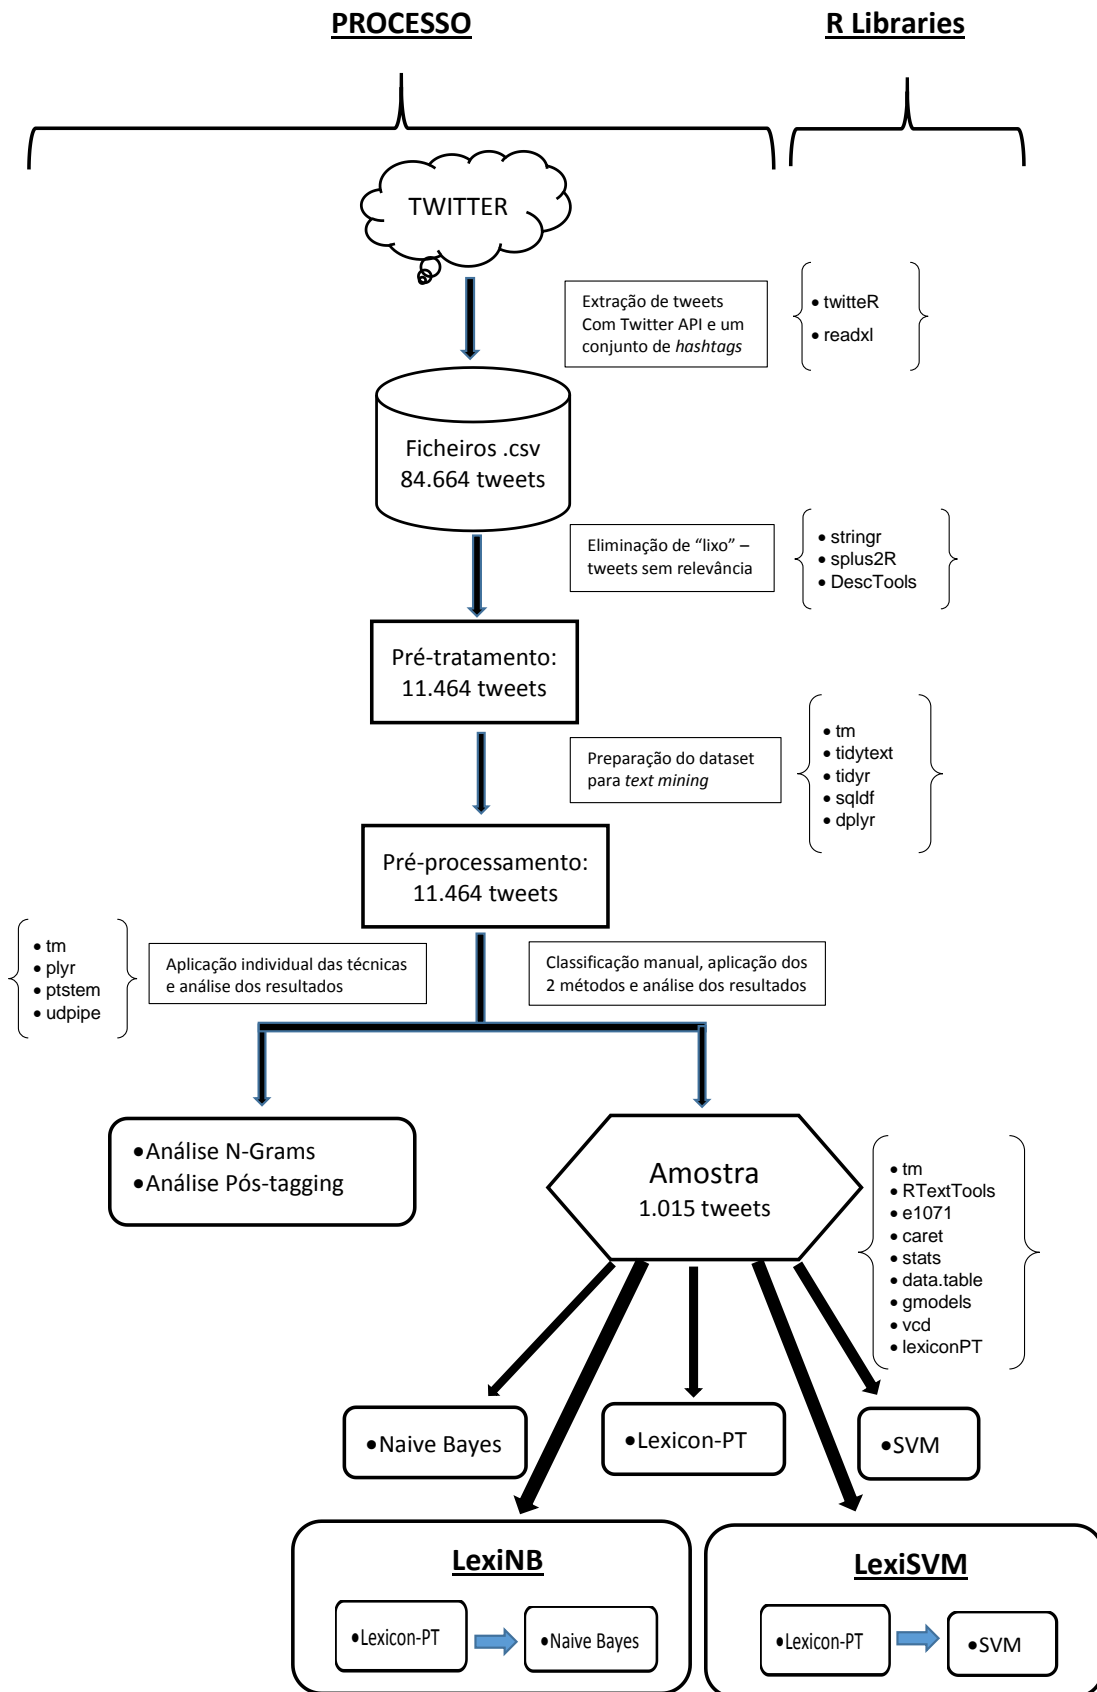 PROCESSO
R Libraries
TWITTER
Extração de tweets
Com Twitter API e um
conjunto de hashtags
• twitteR
• readxl
Ficheiros .csv
84.664 tweets
Eliminação de “lixo” –
tweets sem relevância
• stringr
• splus2R
• DescTools
Pré-tratamento:
11.464 tweets
Preparação do dataset
para text mining
• tm
• tidytext
• tidyr
• sqldf
• dplyr
Pré-processamento:
11.464 tweets
• tm
• plyr
• ptstem
• udpipe
Aplicação individual das técnicas
e análise dos resultados
Classificação manual, aplicação dos
2 métodos e análise dos resultados
•Análise N-Grams
•Análise Pós-tagging
Amostra
1.015 tweets
• tm
• RTextTools
• e1071
• caret
• stats
• data.table
• gmodels
• vcd
• lexiconPT
•Naive Bayes
•Lexicon-PT
•SVM
LexiNB
•Lexicon-PT
•Naive Bayes
LexiSVM
•Lexicon-PT
•SVM